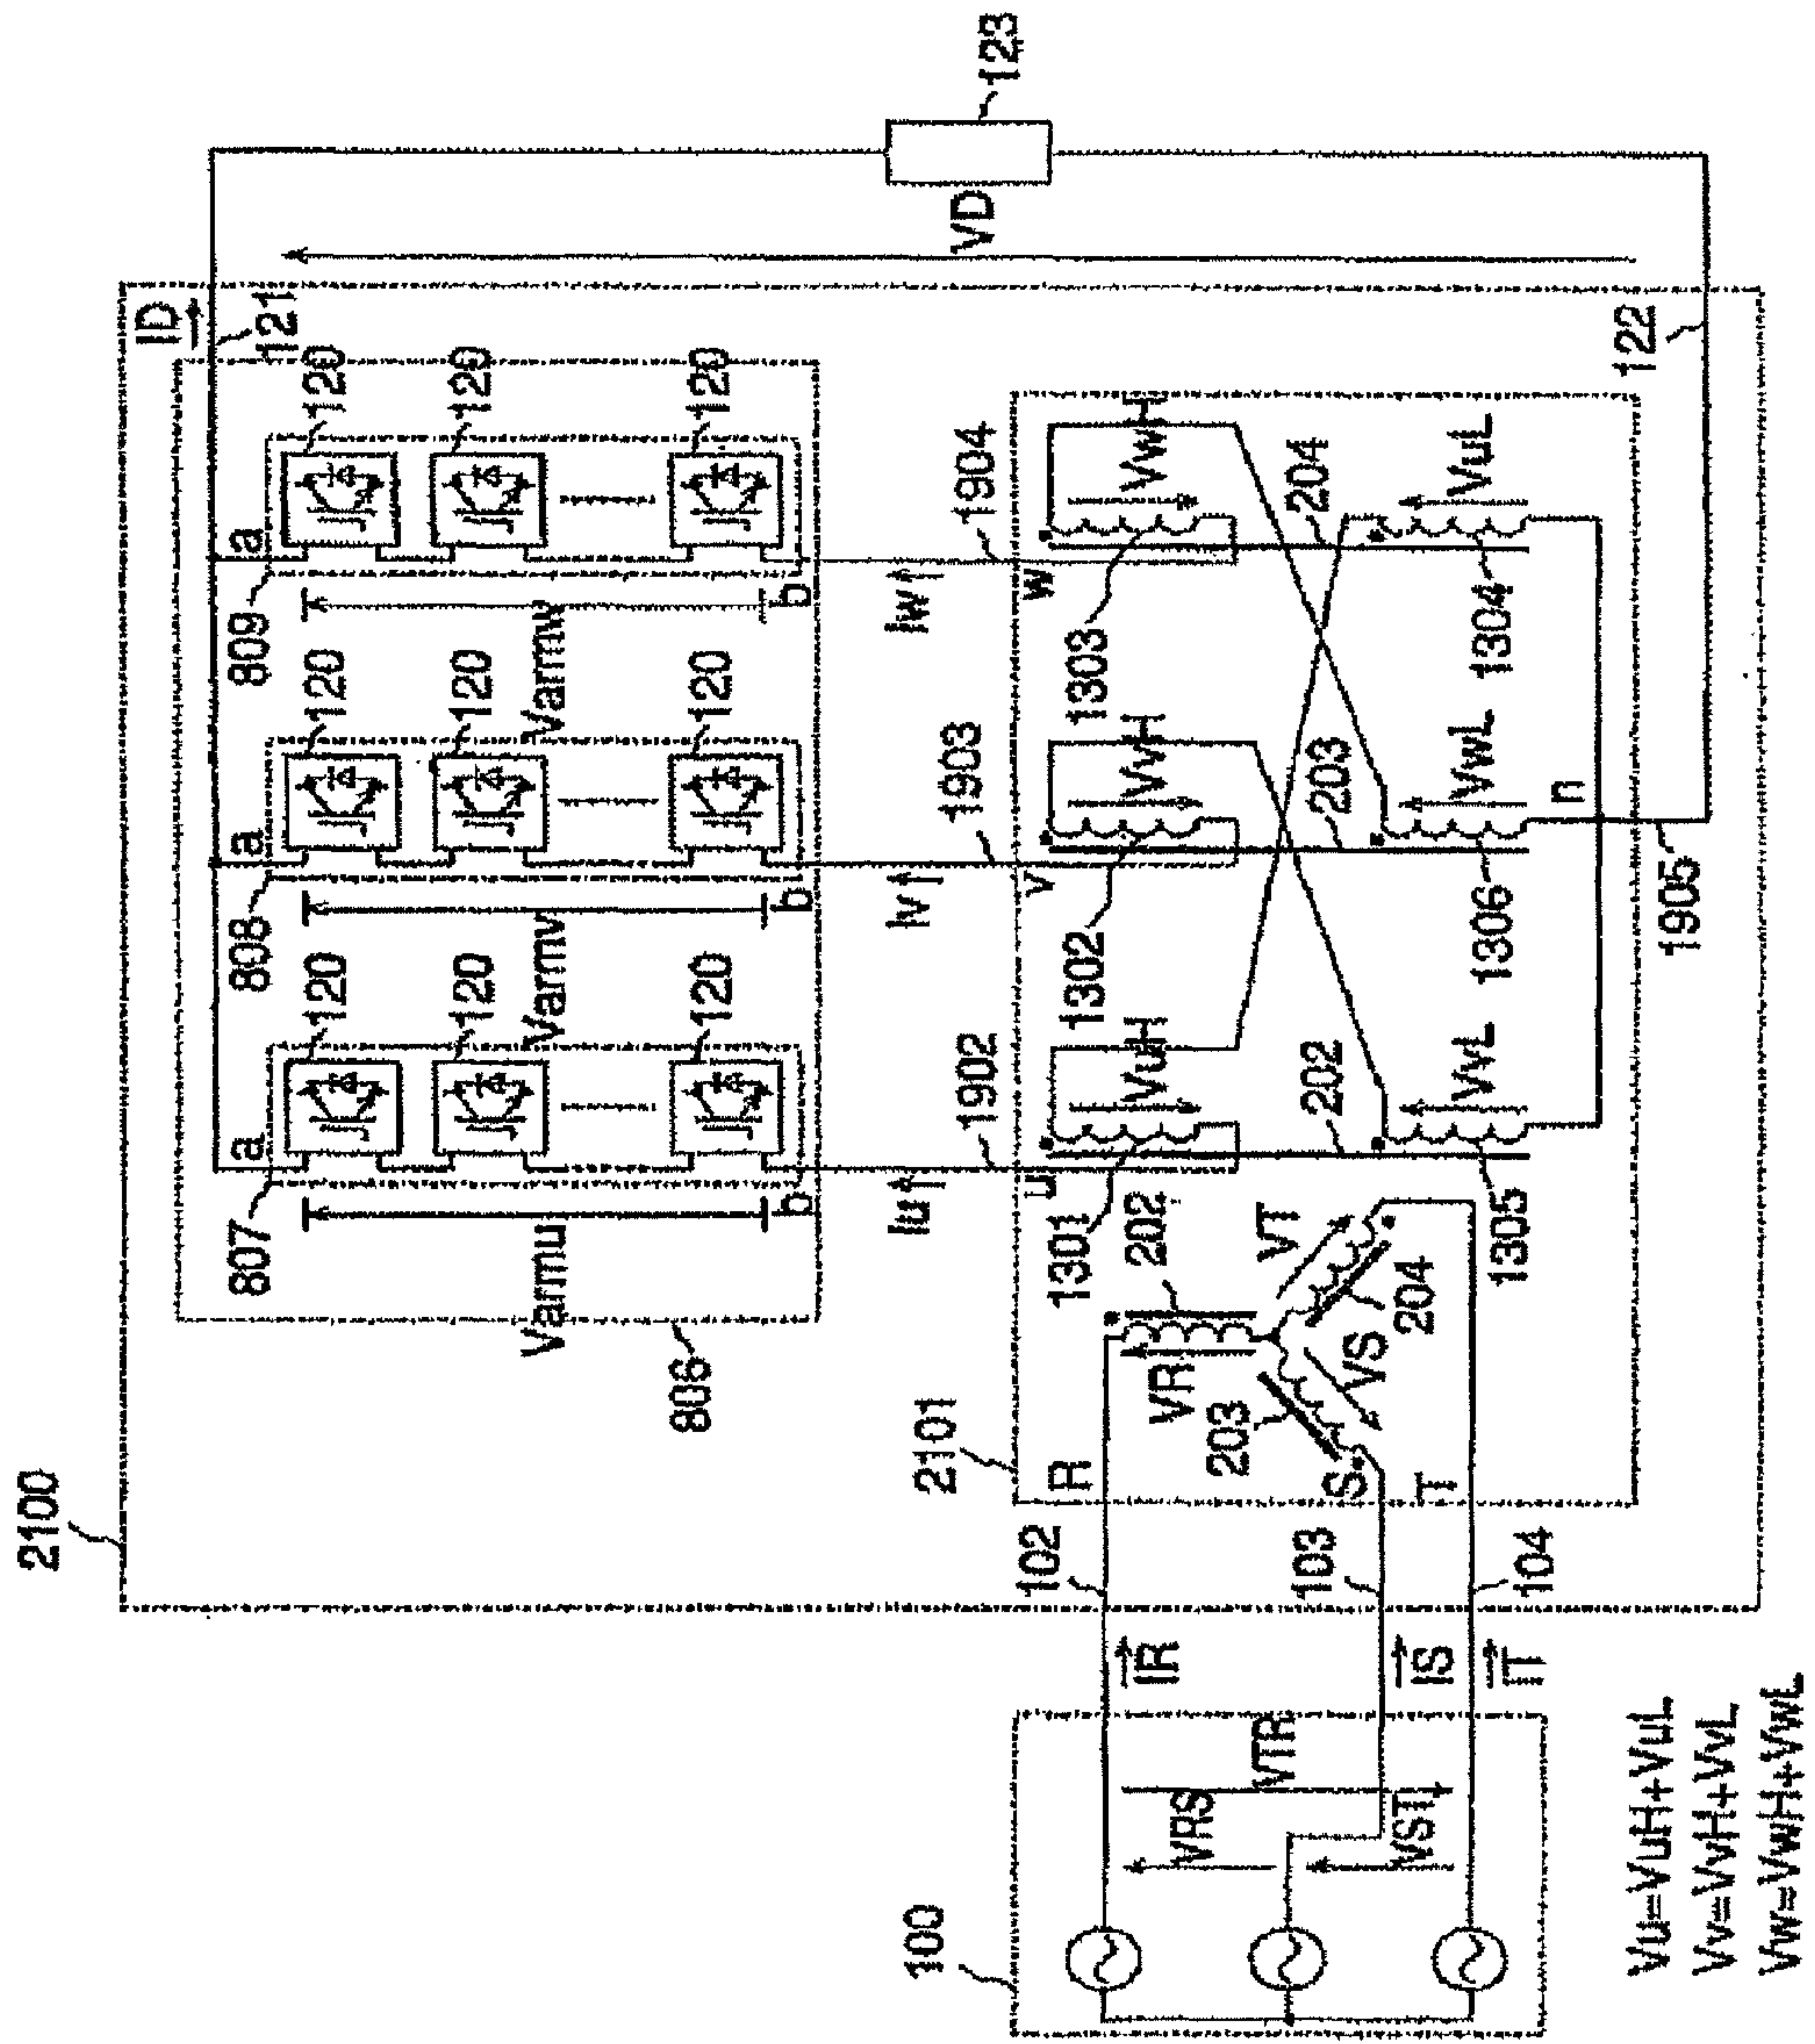 2100
ID
121
809
a
120
120
120
Varmw
b
808
a
120
120
120
Varmv
b
807
a
120
120
120
Varmu
b
806
VD
123
122
Iw
1904
Iv
1903
Iu
1902
2101
R
S
T
VR
VS
VT
202
203
204
u
1301
VuH
202
VvL
1305
v
1302
VvH
203
VwL
1306
w
1303
VwH
204
VuL
1304
n
1905
102
103
104
IR
IS
IT
100
VRS
VTR
VST
Vu=VuH+VuL
Vv=VvH+VvL
Vw=VwH+VwL